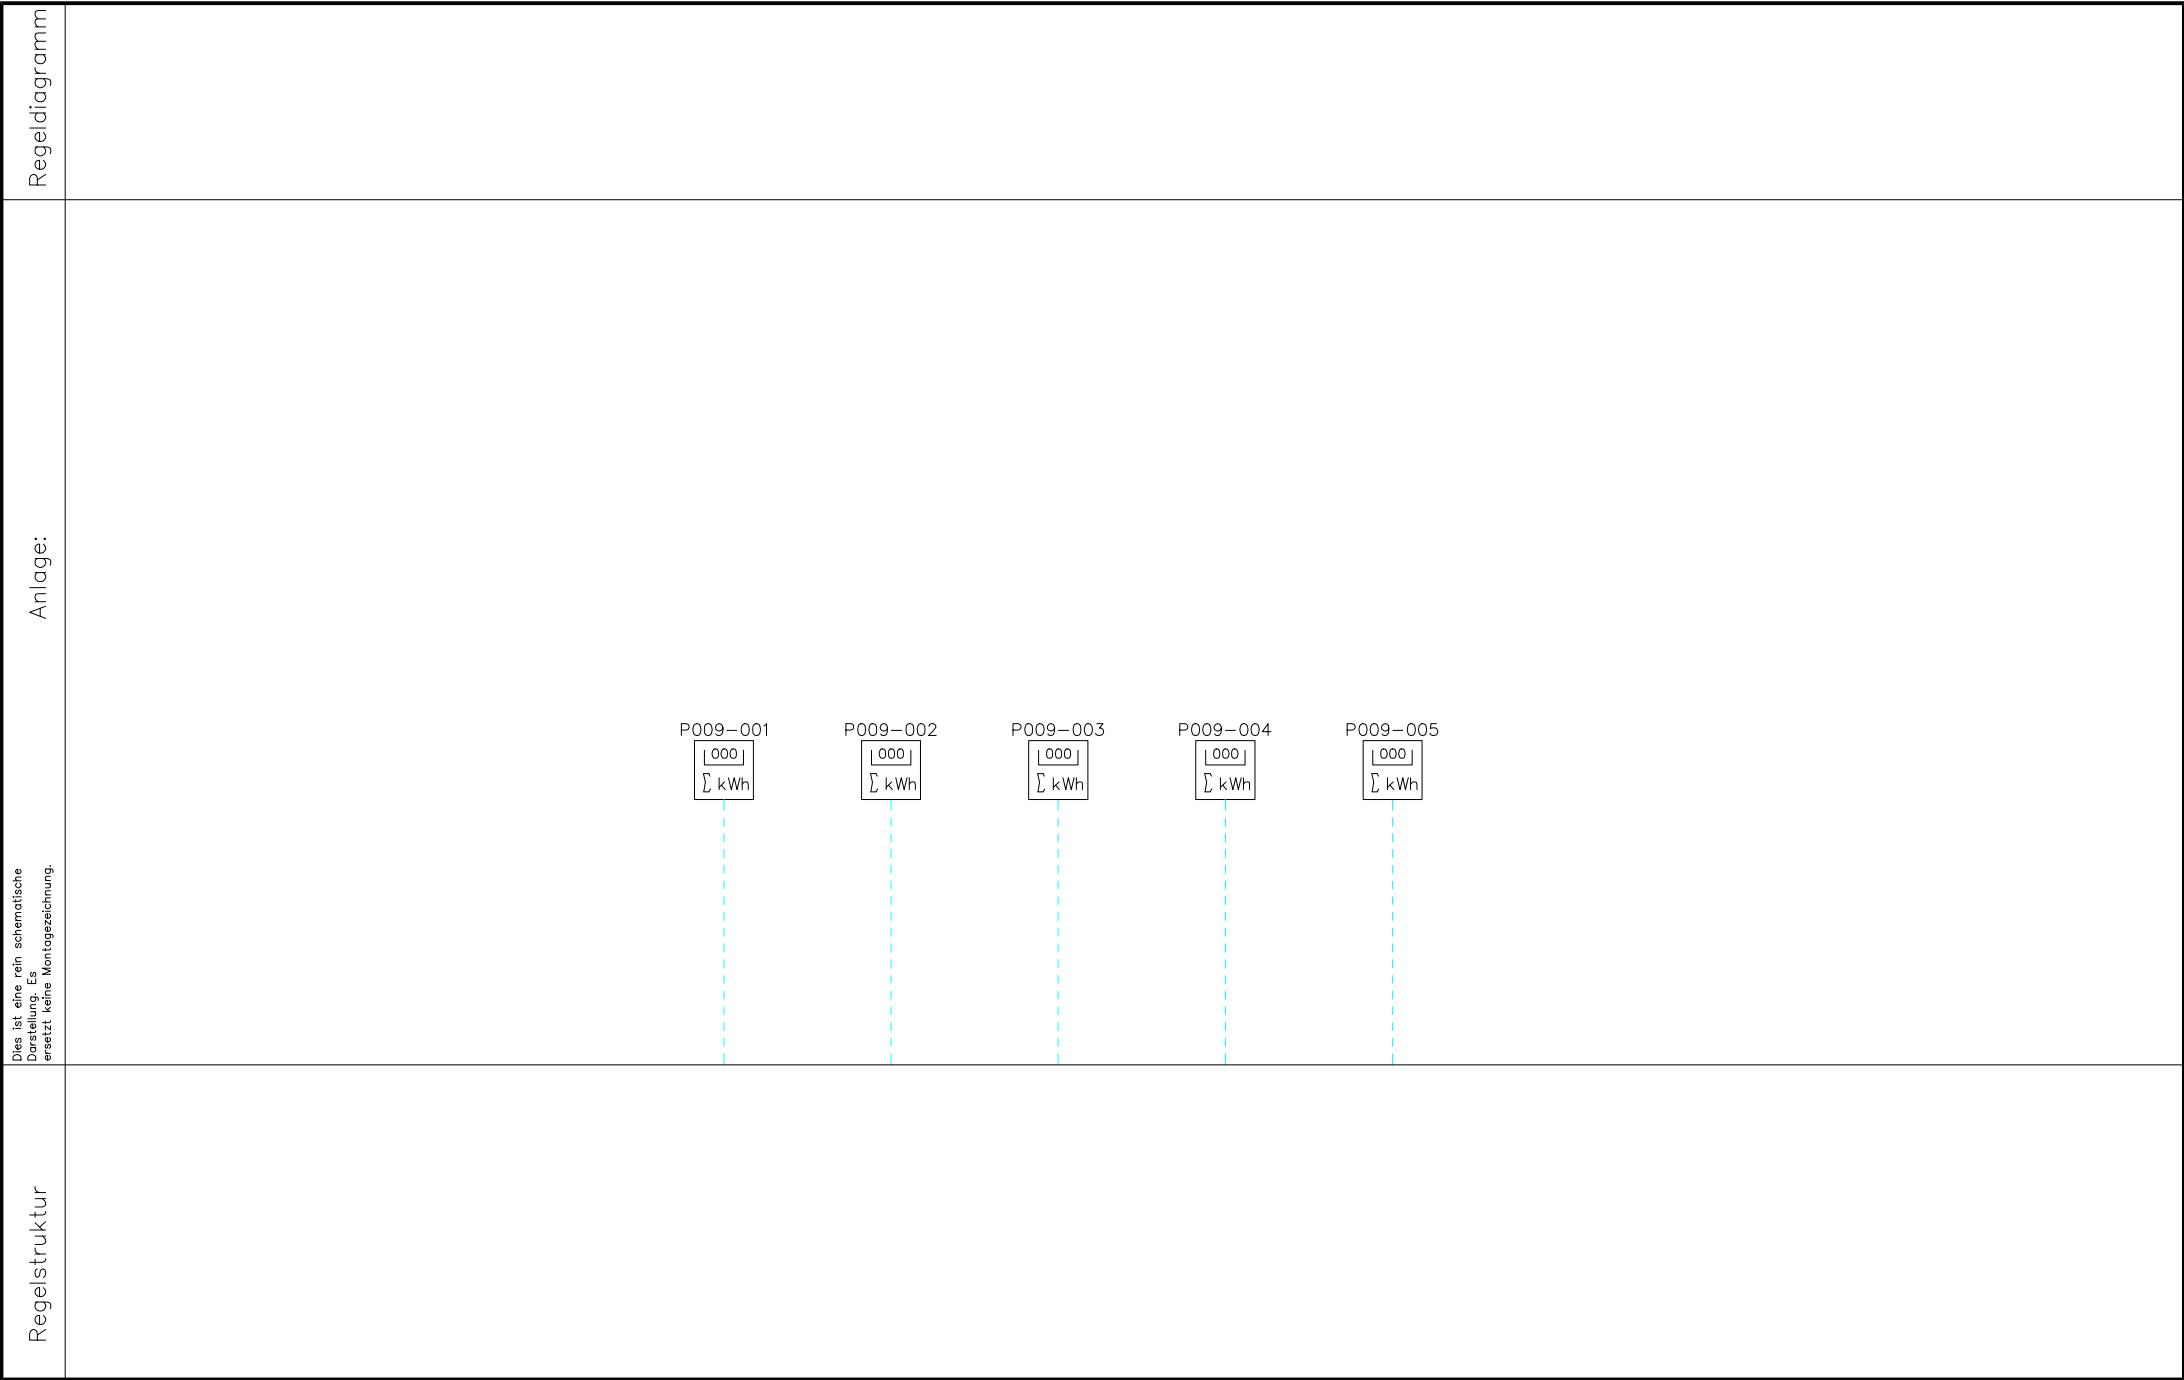 Regeldiagramm
Anlage:
P009-001
P009-002
P009-003
P009-004
P009-005
000
000
000
000
000
∑ kWh
∑ kWh
∑ kWh
∑ kWh
∑ kWh
Dies ist eine rein schematische
Darstellung. Es
ersetzt keine Montagezeichnung.
Regelstruktur